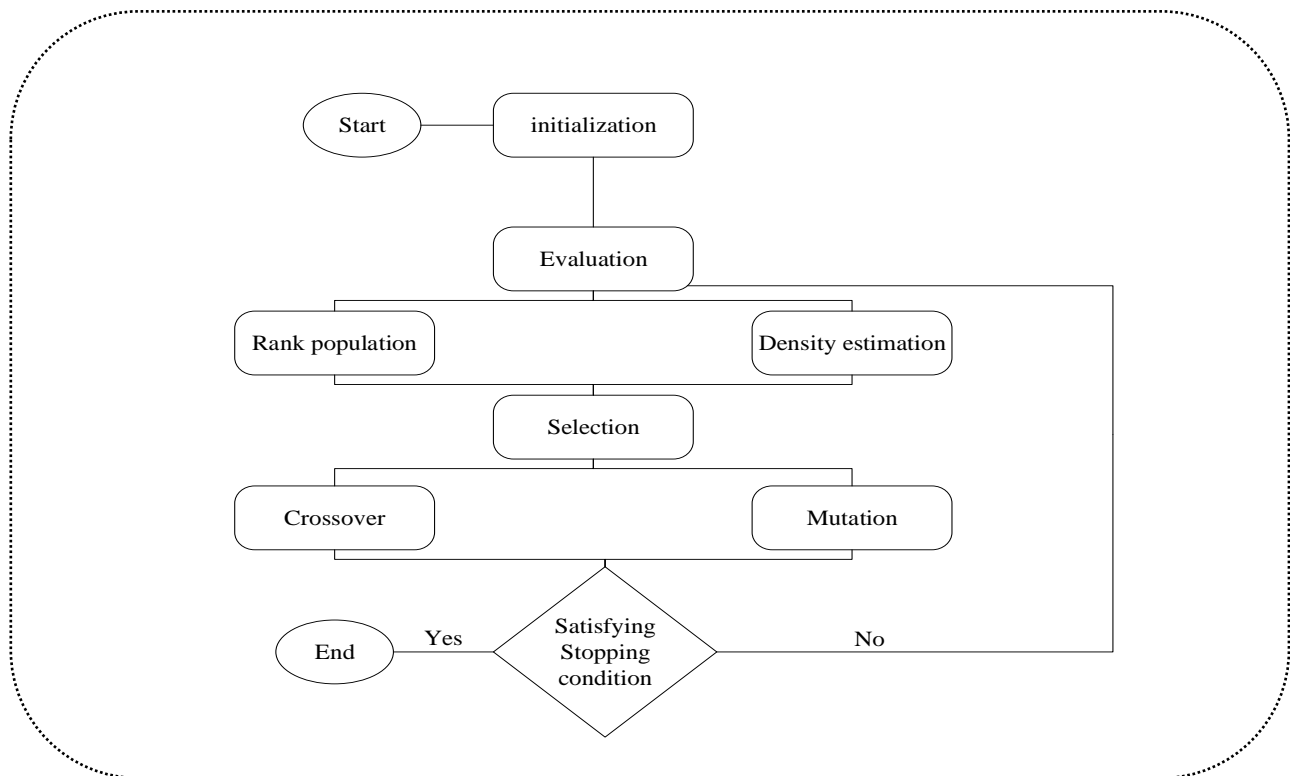 Start
initialization
Evaluation
Rank population
Density estimation
Selection
Crossover
Mutation
Satisfying
Stopping
condition
Yes
No
End